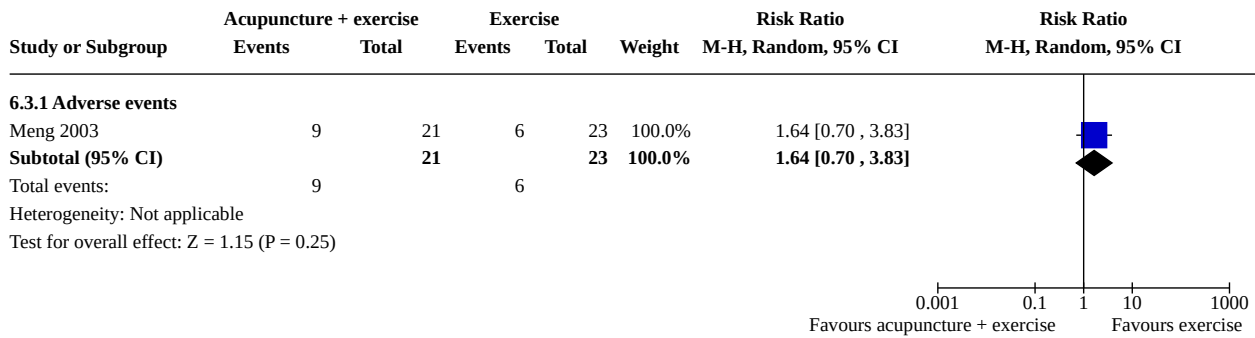 Acupuncture + exercise Exercise Risk Ratio Risk Ratio
Study or Subgroup Events Total Events Total Weight M-H, Random, 95% CI M-H, Random, 95% CI
6.3.1 Adverse events
Meng 2003 9 21 6 23 100.0% 1.64 [0.70 , 3.83]
Subtotal (95% CI) 21 23 100.0% 1.64 [0.70 , 3.83]
Total events: 9 6
Heterogeneity: Not applicable
Test for overall effect: Z = 1.15 (P = 0.25)
0.001 0.1 1 10 1000
Favours acupuncture + exercise Favours exercise